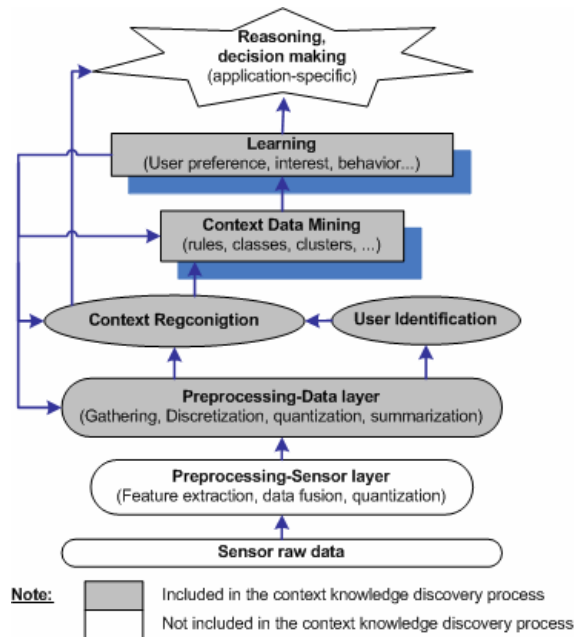 Reasoning,
decision making
(application-specific)
Learning
(User preference, interest, behavior...)
Context Data Mining
(rules, classes, clusters, ...)
Context Regconigtion
User Identification
Preprocessing-Data layer
(Gathering, Discretization, quantization, summarization)
Preprocessing-Sensor layer
(Feature extraction, data fusion, quantization)
Sensor raw data
Note:
Included in the context knowledge discovery process
Not included in the context knowledge discovery process